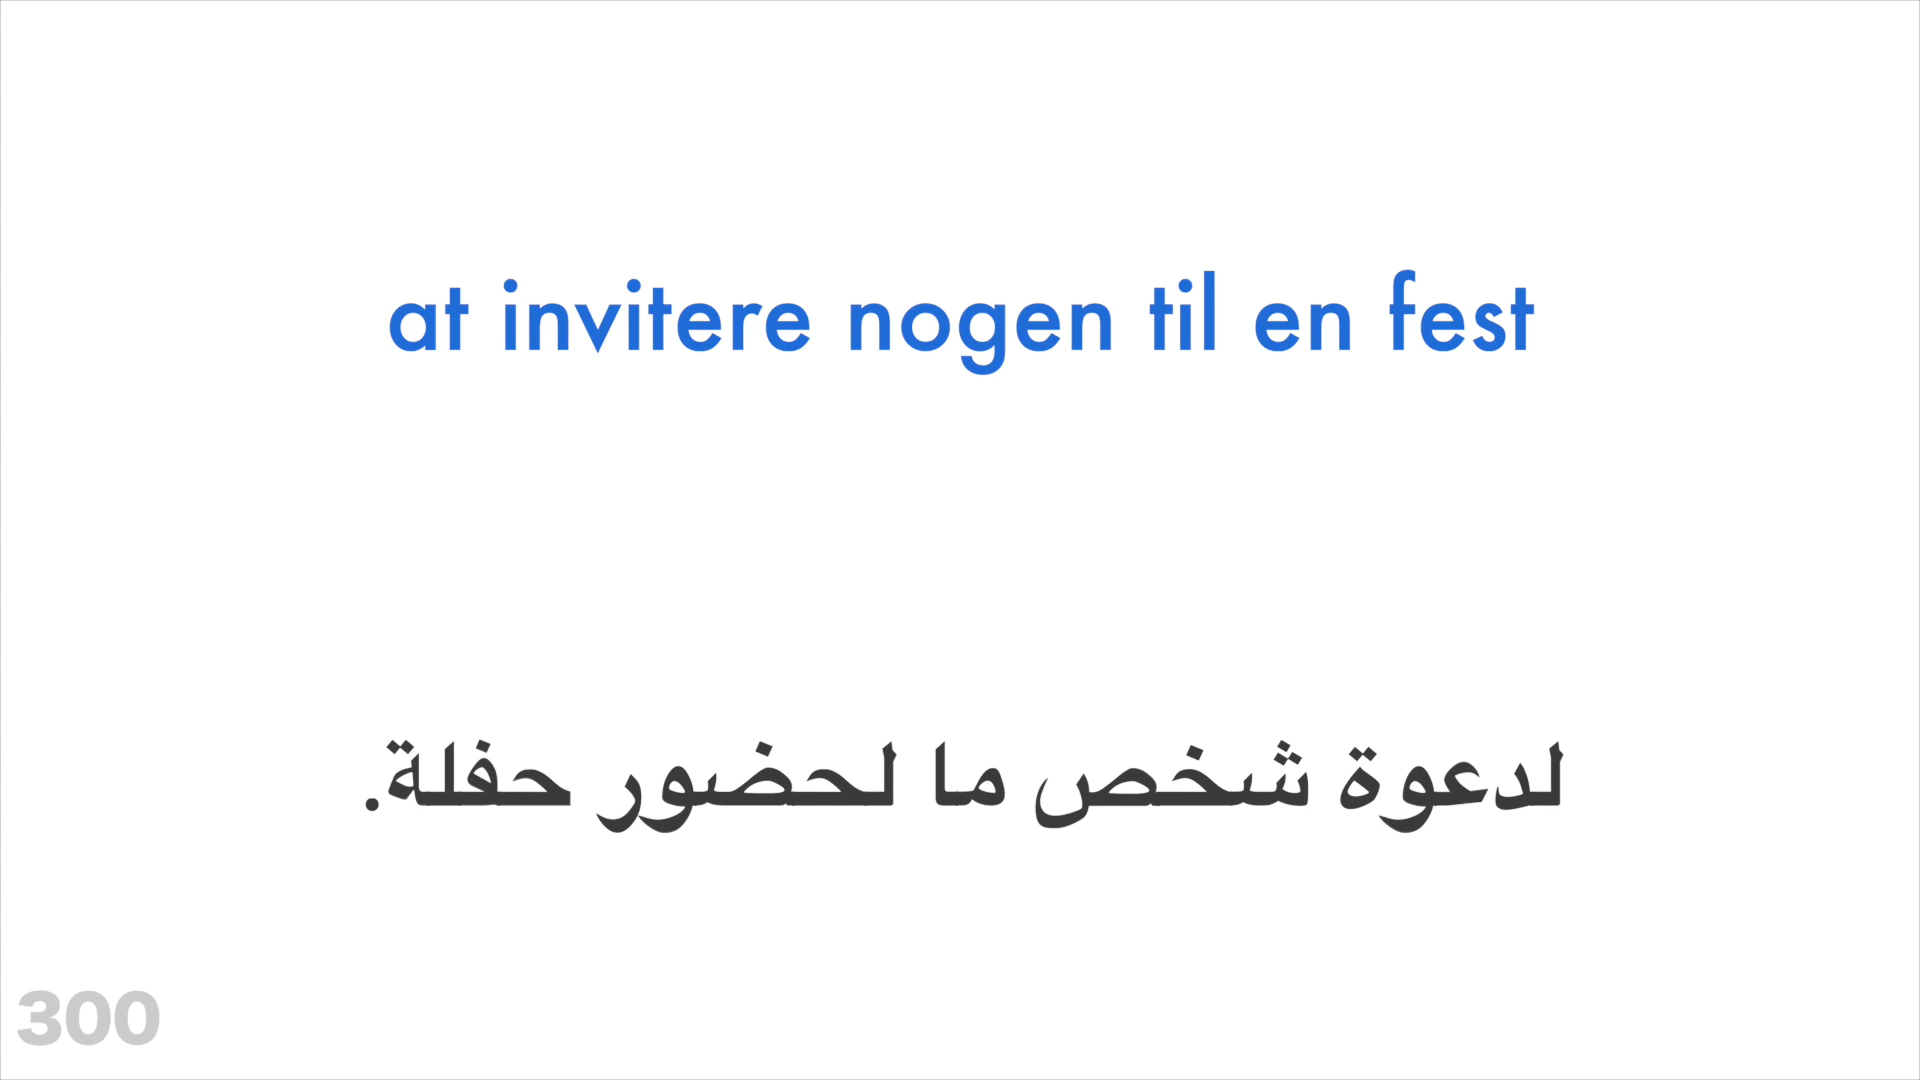 at invitere nogen til en fest
لدعوة شخص ما لحضور حفلة.
300